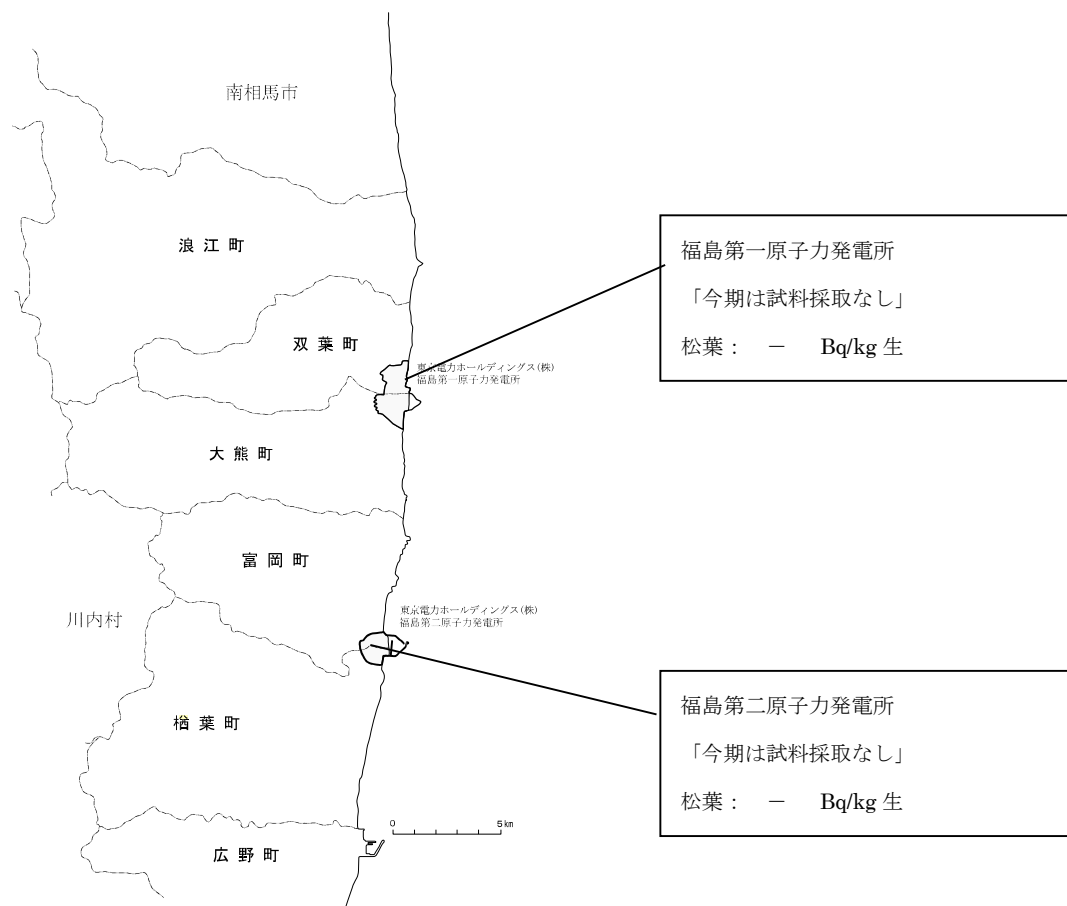 南相馬市
浪江町
福島第一原子力発電所
「今期は試料採取なし」
松葉： － Bq/kg 生
双葉町
東京電力ホールディングス(株)
福島第一原子力発電所
大熊町
富岡町
川内村
東京電力ホールディングス(株)
福島第二原子力発電所
福島第二原子力発電所
「今期は試料採取なし」
松葉： － Bq/kg 生
楢葉町
0 5km
広野町